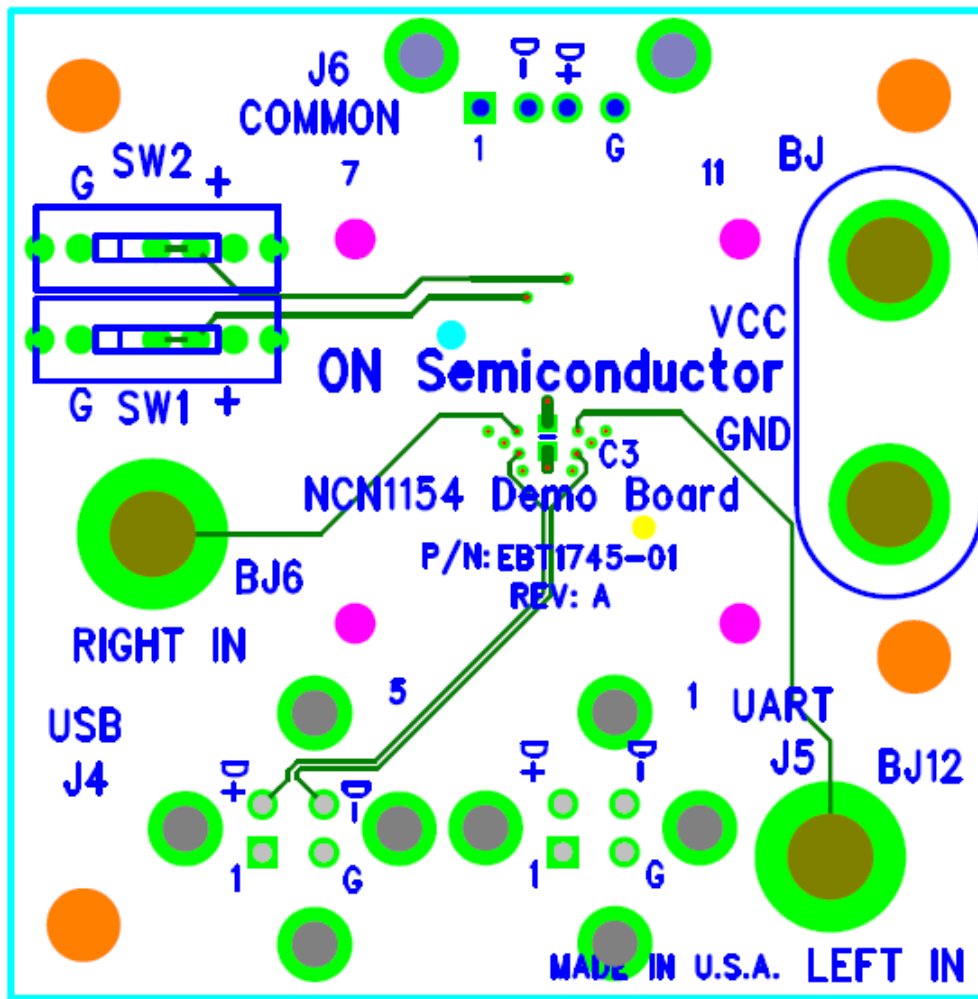 D- D+
J6
COMMON
1 G
BJ
SW2
G +
7 11
VCC
ON Semiconductor
G SW1 +
GND
C3
NCN1154 Demo Board
P/N: EBT1745-01
BJ6
REV: A
RIGHT IN
5 1
USB
UART
J4
D+ D- D+ D-
J5
BJ12
1 G 1 G
MADE IN U.S.A.
LEFT IN